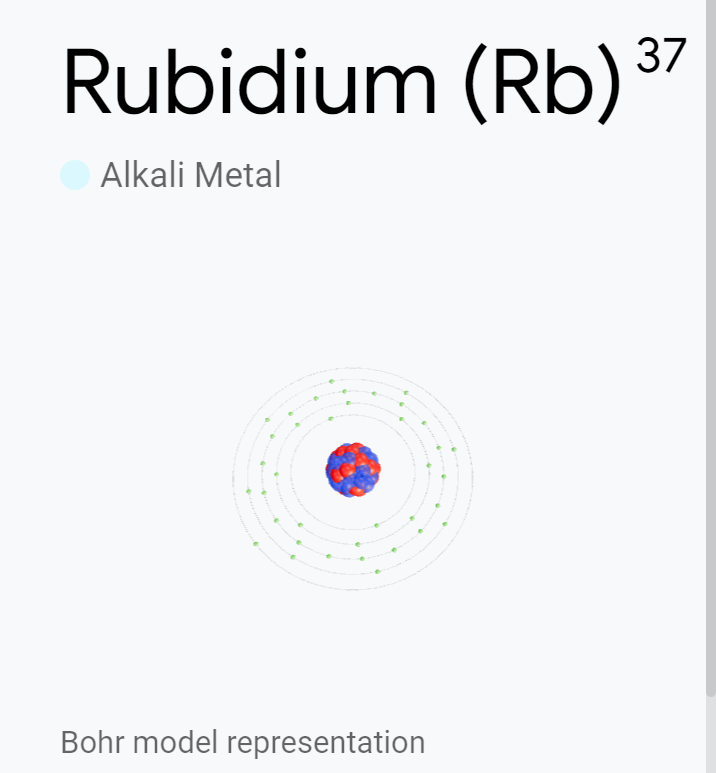 Rubidium (Rb)³⁷
Alkali Metal
Bohr model representation